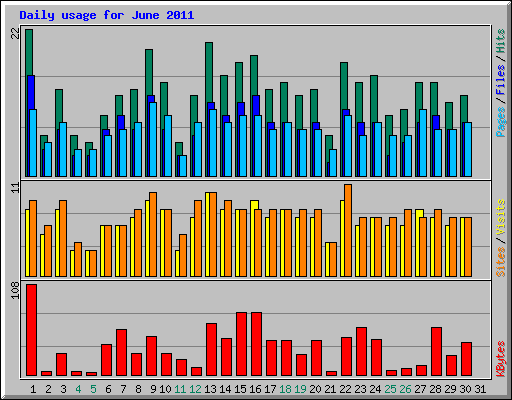 Daily usage for June 2011
22
Pages / Files / Hits
11
Sites / Visits
108
KBytes
1 2 3 4 5 6 7 8 9 10 11 12 13 14 15 16 17 18 19 20 21 22 23 24 25 26 27 28 29 30 31